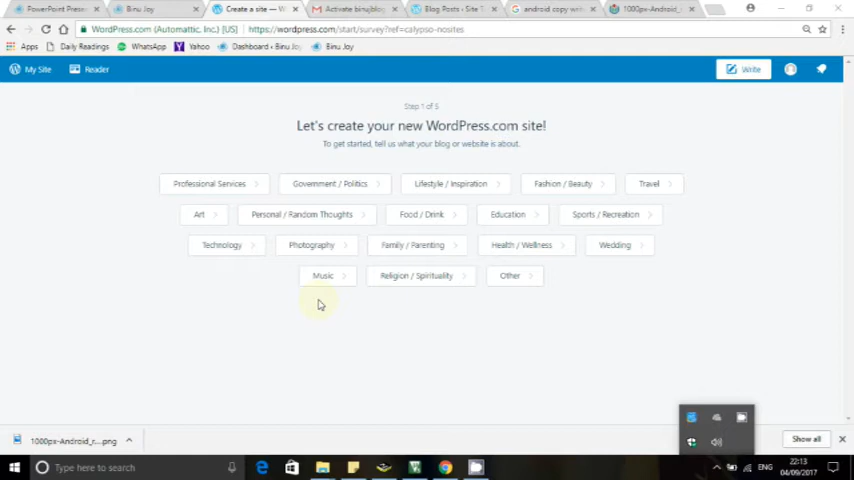 PowerPoint Prese
Binu Joy
Create a site — W
Activate binujblog
Blog Posts ‹ Site T
android copy writ
1000px-Android_r
WordPress.com (Automattic, Inc.) [US]
https://wordpress.com/start/survey?ref=calypso-nosites
Apps
Daily Readings
WhatsApp
Yahoo
Dashboard ‹ Binu Joy
Binu Joy
My Site
Reader
Write
Step 1 of 5
Let's create your new WordPress.com site!
To get started, tell us what your blog or website is about.
Professional Services
Government / Politics
Lifestyle / Inspiration
Fashion / Beauty
Travel
Art
Personal / Random Thoughts
Food / Drink
Education
Sports / Recreation
Technology
Photography
Family / Parenting
Health / Wellness
Wedding
Music
Religion / Spirituality
Other
1000px-Android_r....png
Show all
Type here to search
ENG
22:13
04/09/2017